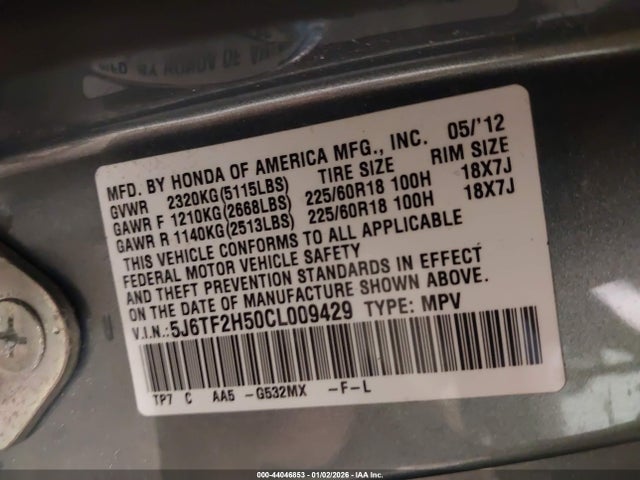 MFD. BY HONDA OF AMERICA MFG., INC. 05/'12
GVWR 2320KG(5115LBS) TIRE SIZE RIM SIZE
GAWR F 1210KG(2668LBS) 225/60R18 100H 18X7J
GAWR R 1140KG(2513LBS) 225/60R18 100H 18X7J
THIS VEHICLE CONFORMS TO ALL APPLICABLE
FEDERAL MOTOR VEHICLE SAFETY
AND THEFT PREVENTION STANDARDS IN EFFECT
ON THE DATE OF MANUFACTURE SHOWN ABOVE.
V.I.N.:5J6TF2H50CL009429 TYPE: MPV
TP7 C AA5 -G532MX -F-L
000-44046853 - 01/02/2026 - IAA Inc.